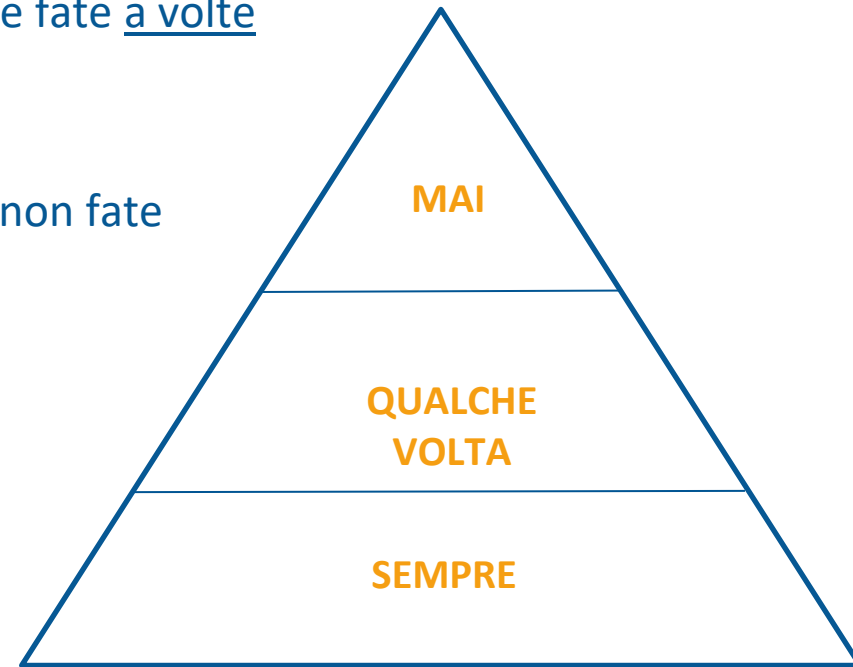 e fate a volte
MAI
non fate
QUALCHE
VOLTA
SEMPRE